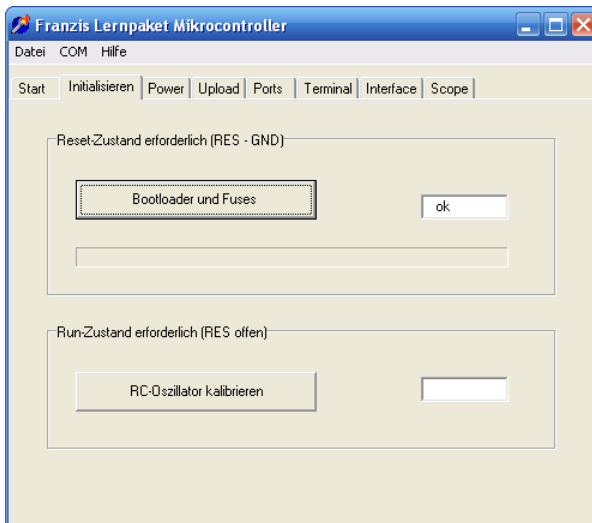 Franzis Lernpaket Mikrocontroller
Datei COM Hilfe
Start Initialisieren Power Upload Ports Terminal Interface Scope
Reset-Zustand erforderlich (RES - GND)
Bootloader und Fuses ok
Run-Zustand erforderlich (RES offen)
RC-Oszillator kalibrieren